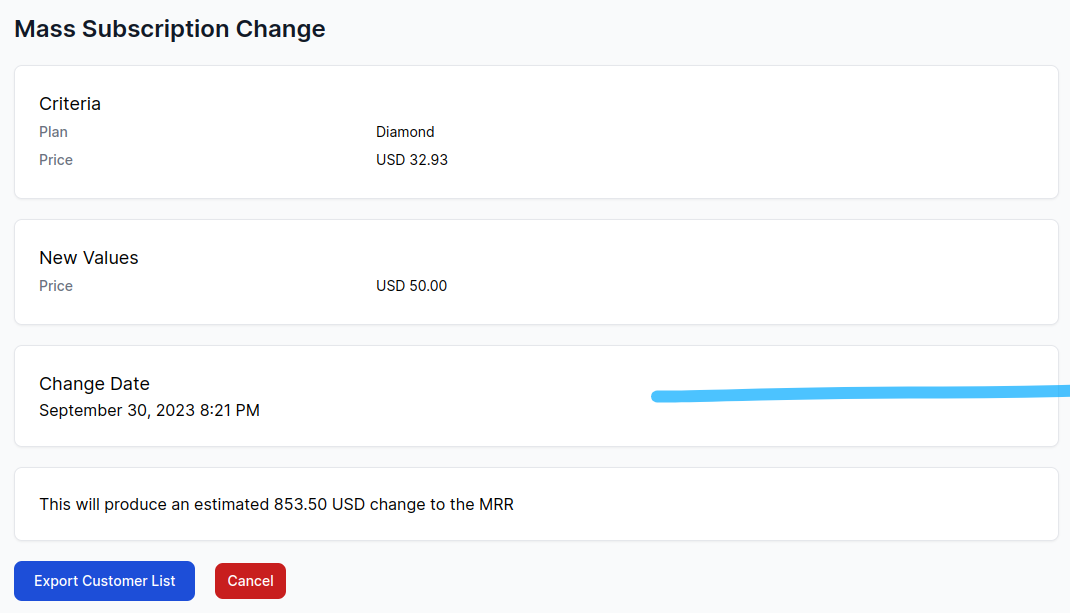 Mass Subscription Change
Criteria
Plan Diamond
Price USD 32.93
New Values
Price USD 50.00
Change Date
September 30, 2023 8:21 PM
This will produce an estimated 853.50 USD change to the MRR
Export Customer List Cancel